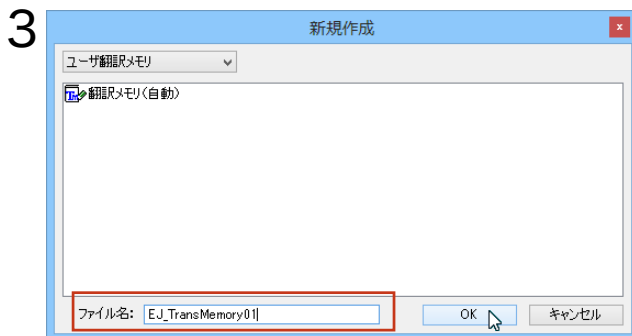 3
新規作成
ユーザ翻訳メモリ
翻訳メモリ(自動)
ファイル名: EJ_TransMemory01
OK キャンセル